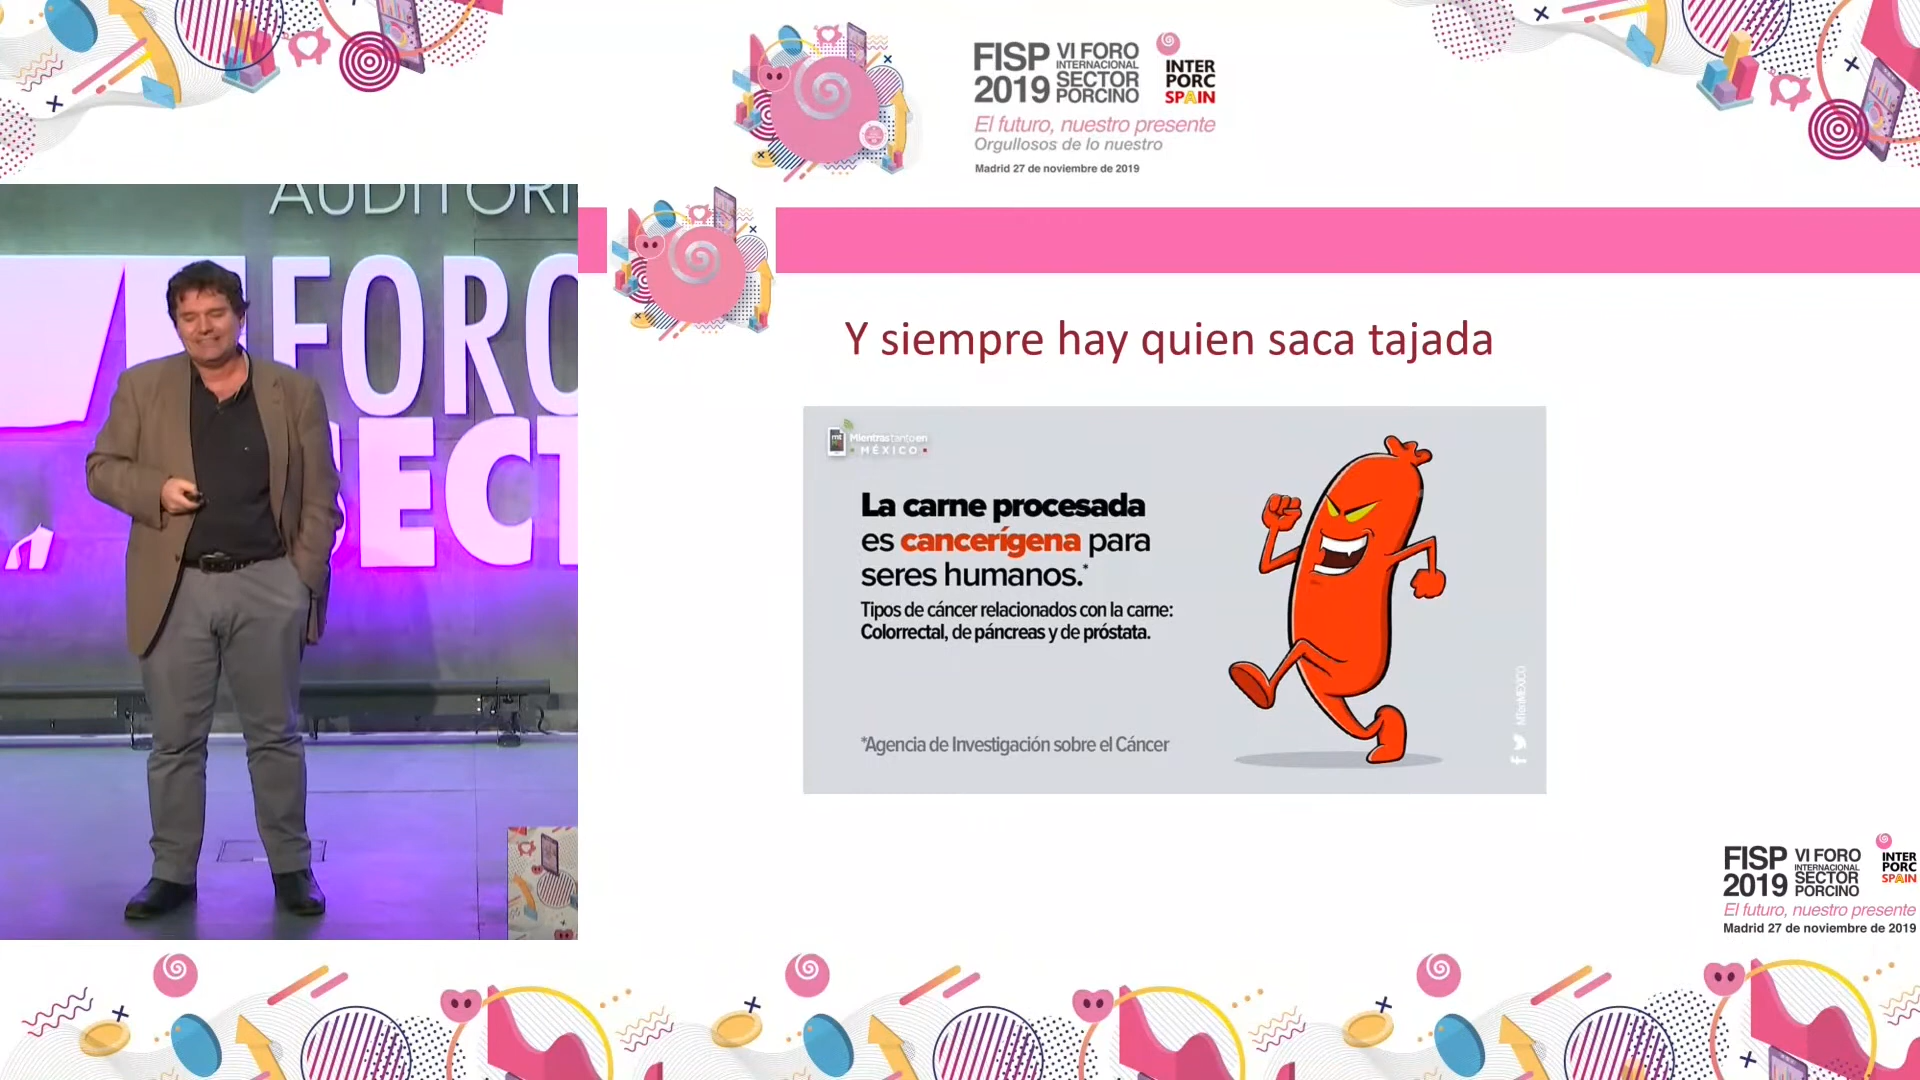 FISP VI FORO
INTERNACIONAL
2019 SECTOR
PORCINO
INTER
PORC
SPAIN
El futuro, nuestro presente
Orgullosos de lo nuestro
Madrid 27 de noviembre de 2019
AUDITORI
FORO
SECT
Y siempre hay quien saca tajada
mt
Mientrastantoen
MÉXICO
La carne procesada
es cancerígena para
seres humanos.*
Tipos de cáncer relacionados con la carne:
Colorrectal, de páncreas y de próstata.
*Agencia de Investigación sobre el Cáncer
MTenMEXICO
FISP VI FORO
INTERNACIONAL
2019 SECTOR
PORCINO
INTER
PORC
SPAIN
El futuro, nuestro presente
Madrid 27 de noviembre de 2019